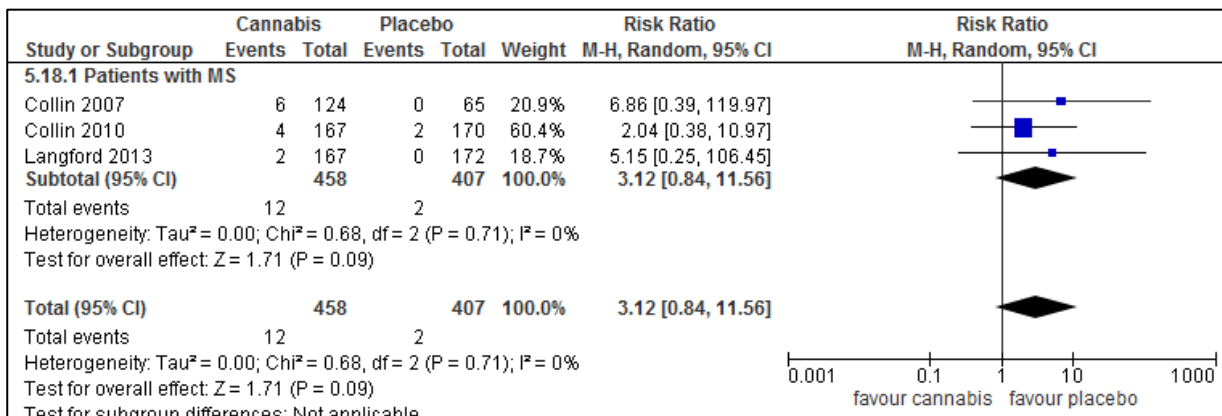 Cannabis Placebo Risk Ratio Risk Ratio
Study or Subgroup Events Total Events Total Weight M-H, Random, 95% CI M-H, Random, 95% CI
5.18.1 Patients with MS
Collin 2007 6 124 0 65 20.9% 6.86 [0.39, 119.97]
Collin 2010 4 167 2 170 60.4% 2.04 [0.38, 10.97]
Langford 2013 2 167 0 172 18.7% 5.15 [0.25, 106.45]
Subtotal (95% CI) 458 407 100.0% 3.12 [0.84, 11.56]
Total events 12 2
Heterogeneity: Tau² = 0.00; Chi² = 0.68, df = 2 (P = 0.71); I² = 0%
Test for overall effect: Z = 1.71 (P = 0.09)
Total (95% CI) 458 407 100.0% 3.12 [0.84, 11.56]
Total events 12 2
Heterogeneity: Tau² = 0.00; Chi² = 0.68, df = 2 (P = 0.71); I² = 0%
Test for overall effect: Z = 1.71 (P = 0.09)
Test for subgroup differences: Not applicable
0.001 0.1 1 10 1000
favour cannabis favour placebo